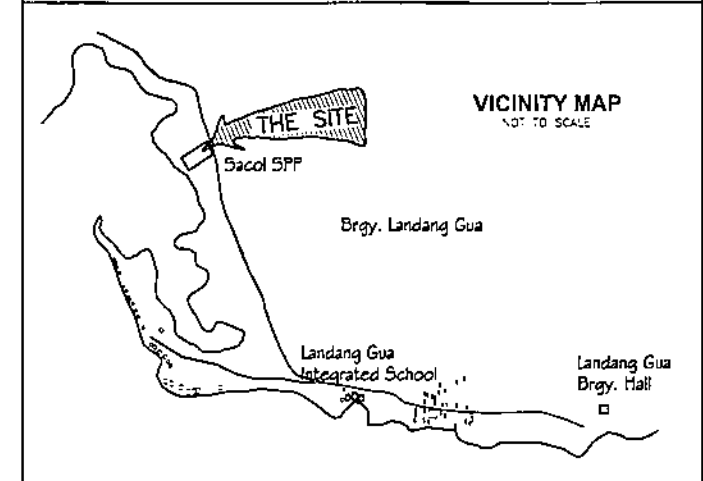 VICINITY MAP
NOT TO SCALE
THE SITE
Sacol SPP
Brgy. Landang Gua
Landang Gua
Integrated School
Landang Gua
Brgy. Hall